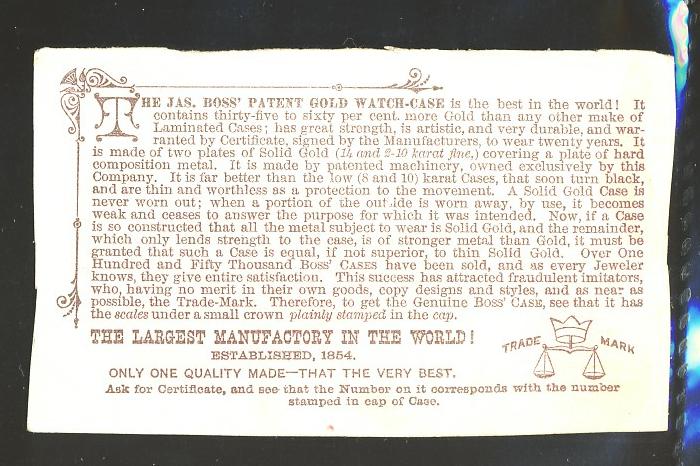 THE JAS. BOSS' PATENT GOLD WATCH-CASE is the best in the world! It
contains thirty-five to sixty per cent. more Gold than any other make of
Laminated Cases; has great strength, is artistic, and very durable, and war-
ranted by Certificate, signed by the Manufacturers, to wear twenty years. It
is made of two plates of Solid Gold (14 and 2-10 karat fine,) covering a plate of hard
composition metal. It is made by patented machinery, owned exclusively by this
Company. It is far better than the low (8 and 10) karat Cases, that soon turn black,
and are thin and worthless as a protection to the movement. A Solid Gold Case is
never worn out; when a portion of the outside is worn away, by use, it becomes
weak and ceases to answer the purpose for which it was intended. Now, if a Case
is so constructed that all the metal subject to wear is Solid Gold, and the remainder,
which only lends strength to the case, is of stronger metal than Gold, it must be
granted that such a Case is equal, if not superior, to thin Solid Gold. Over One
Hundred and Fifty Thousand BOSS' CASES have been sold, and as every Jeweler
knows, they give entire satisfaction. This success has attracted fraudulent imitators,
who, having no merit in their own goods, copy designs and styles, and as near as
possible, the Trade-Mark. Therefore, to get the Genuine BOSS' CASE, see that it has
the scales under a small crown plainly stamped in the cap.
THE LARGEST MANUFACTORY IN THE WORLD!
ESTABLISHED, 1854.
ONLY ONE QUALITY MADE—THAT THE VERY BEST.
TRADE MARK
Ask for Certificate, and see that the Number on it corresponds with the number
stamped in cap of Case.